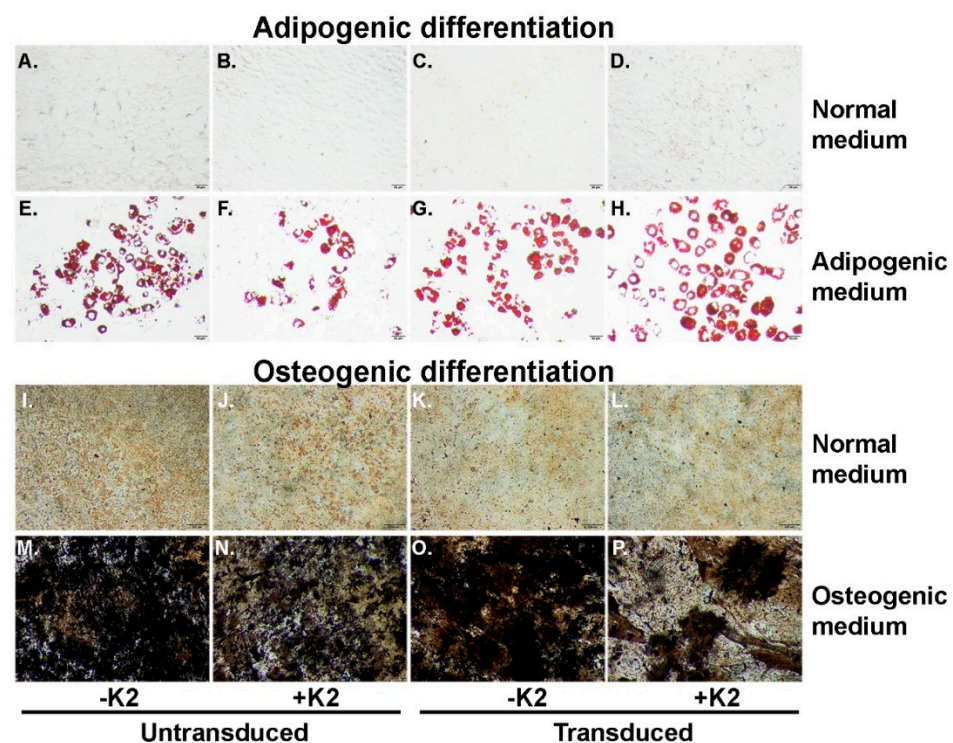 Adipogenic differentiation
A. B. C. D.
Normal
medium
E. F. G. H.
Adipogenic
medium
Osteogenic differentiation
I. J. K. L.
Normal
medium
M. N. O. P.
Osteogenic
medium
-K2 +K2 -K2 +K2
Untransduced Transduced